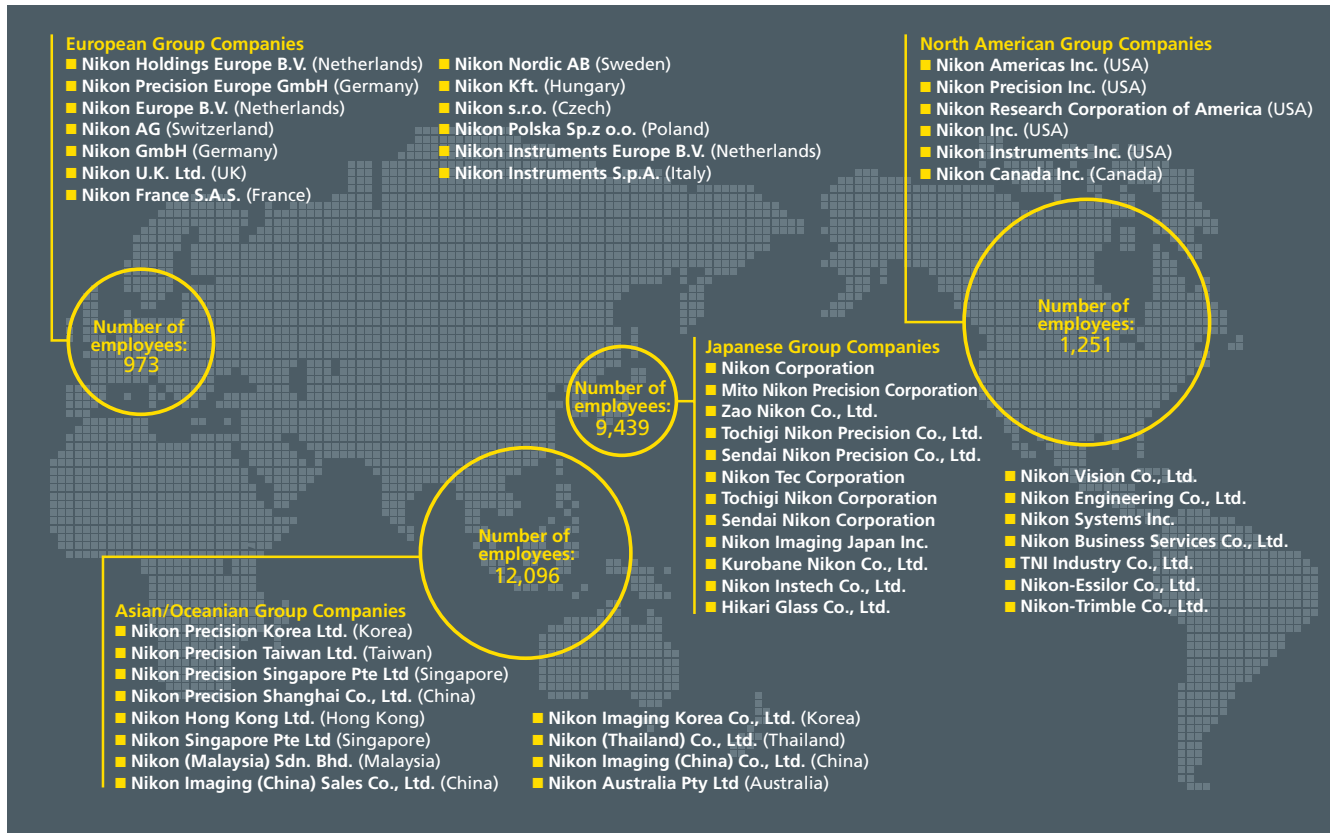 European Group Companies
■ Nikon Holdings Europe B.V. (Netherlands)
■ Nikon Precision Europe GmbH (Germany)
■ Nikon Europe B.V. (Netherlands)
■ Nikon AG (Switzerland)
■ Nikon GmbH (Germany)
■ Nikon U.K. Ltd. (UK)
■ Nikon France S.A.S. (France)
■ Nikon Nordic AB (Sweden)
■ Nikon Kft. (Hungary)
■ Nikon s.r.o. (Czech)
■ Nikon Polska Sp.z o.o. (Poland)
■ Nikon Instruments Europe B.V. (Netherlands)
■ Nikon Instruments S.p.A. (Italy)
North American Group Companies
■ Nikon Americas Inc. (USA)
■ Nikon Precision Inc. (USA)
■ Nikon Research Corporation of America (USA)
■ Nikon Inc. (USA)
■ Nikon Instruments Inc. (USA)
■ Nikon Canada Inc. (Canada)
Number of
employees:
973
Number of
employees:
9,439
Number of
employees:
1,251
Japanese Group Companies
■ Nikon Corporation
■ Mito Nikon Precision Corporation
■ Zao Nikon Co., Ltd.
■ Tochigi Nikon Precision Co., Ltd.
■ Sendai Nikon Precision Co., Ltd.
■ Nikon Tec Corporation
■ Tochigi Nikon Corporation
■ Sendai Nikon Corporation
■ Nikon Imaging Japan Inc.
■ Kurobane Nikon Co., Ltd.
■ Nikon Instech Co., Ltd.
■ Hikari Glass Co., Ltd.
■ Nikon Vision Co., Ltd.
■ Nikon Engineering Co., Ltd.
■ Nikon Systems Inc.
■ Nikon Business Services Co., Ltd.
■ TNI Industry Co., Ltd.
■ Nikon-Essilor Co., Ltd.
■ Nikon-Trimble Co., Ltd.
Number of
employees:
12,096
Asian/Oceanian Group Companies
■ Nikon Precision Korea Ltd. (Korea)
■ Nikon Precision Taiwan Ltd. (Taiwan)
■ Nikon Precision Singapore Pte Ltd (Singapore)
■ Nikon Precision Shanghai Co., Ltd. (China)
■ Nikon Hong Kong Ltd. (Hong Kong)
■ Nikon Singapore Pte Ltd (Singapore)
■ Nikon (Malaysia) Sdn. Bhd. (Malaysia)
■ Nikon Imaging (China) Sales Co., Ltd. (China)
■ Nikon Imaging Korea Co., Ltd. (Korea)
■ Nikon (Thailand) Co., Ltd. (Thailand)
■ Nikon Imaging (China) Co., Ltd. (China)
■ Nikon Australia Pty Ltd (Australia)